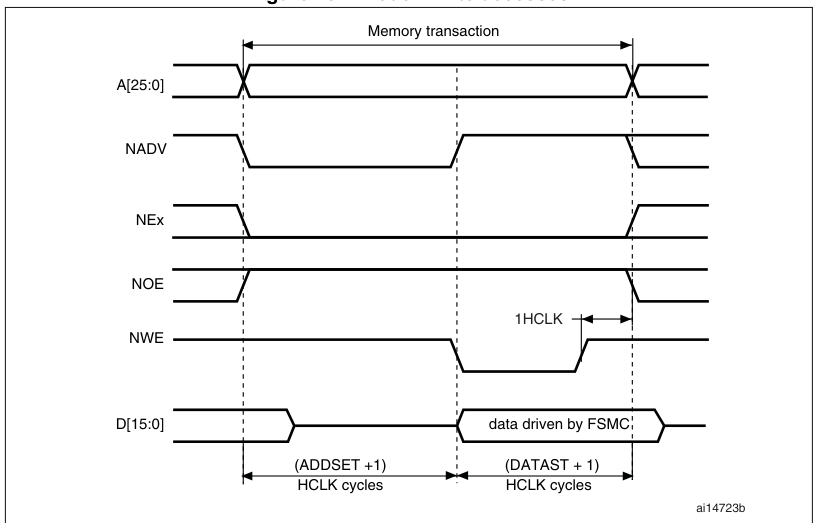 Memory transaction
A[25:0]
NADV
NEx
NOE
1HCLK
NWE
D[15:0]
data driven by FSMC
(ADDSET +1)
HCLK cycles
(DATAST + 1)
HCLK cycles
ai14723b